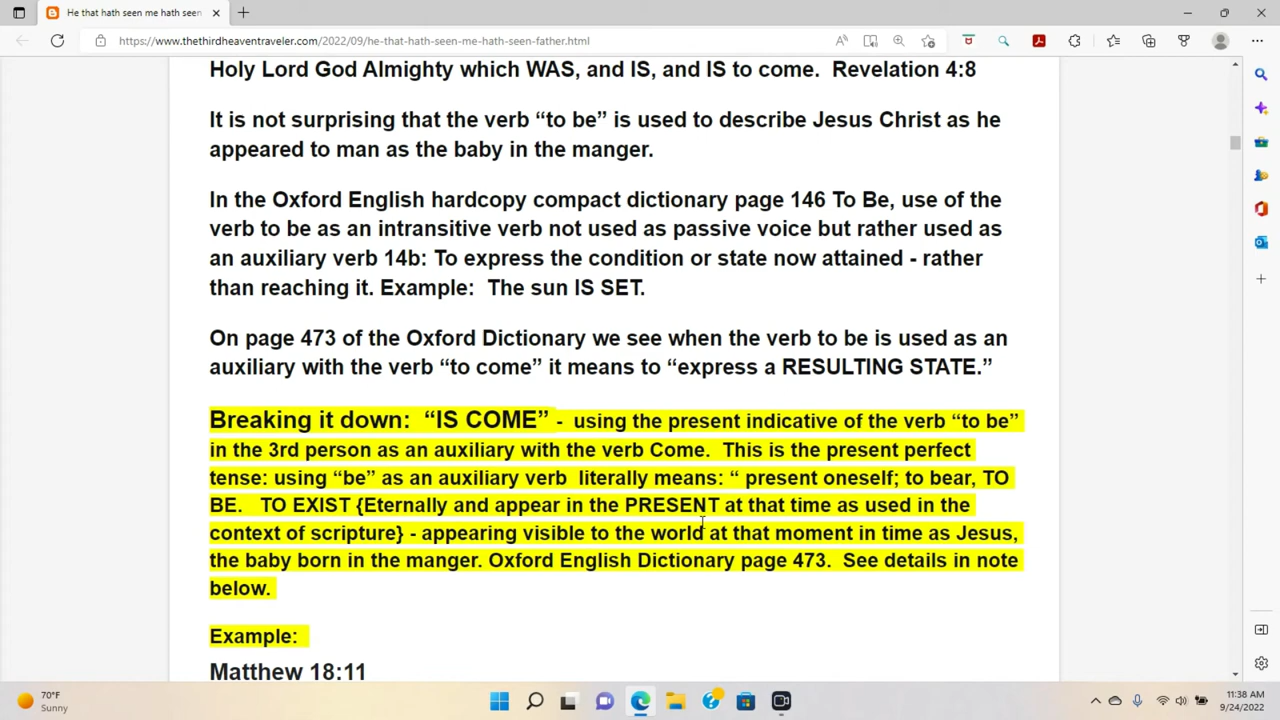 He that hath seen me hath seen
https://www.thethirdheaventraveler.com/2022/09/he-that-hath-seen-me-hath-seen-father.html
Holy Lord God Almighty which WAS, and IS, and IS to come.  Revelation 4:8
It is not surprising that the verb “to be” is used to describe Jesus Christ as he
appeared to man as the baby in the manger.
In the Oxford English hardcopy compact dictionary page 146 To Be, use of the
verb to be as an intransitive verb not used as passive voice but rather used as
an auxiliary verb 14b: To express the condition or state now attained - rather
than reaching it. Example:  The sun IS SET.
On page 473 of the Oxford Dictionary we see when the verb to be is used as an
auxiliary with the verb “to come” it means to “express a RESULTING STATE.”
Breaking it down:  “IS COME” -  using the present indicative of the verb “to be”
in the 3rd person as an auxiliary with the verb Come.  This is the present perfect
tense: using “be” as an auxiliary verb  literally means: “ present oneself; to bear, TO
BE.   TO EXIST {Eternally and appear in the PRESENT at that time as used in the
context of scripture} - appearing visible to the world at that moment in time as Jesus,
the baby born in the manger. Oxford English Dictionary page 473.  See details in note
below.
Example:
Matthew 18:11
70°F
Sunny
11:38 AM
9/24/2022